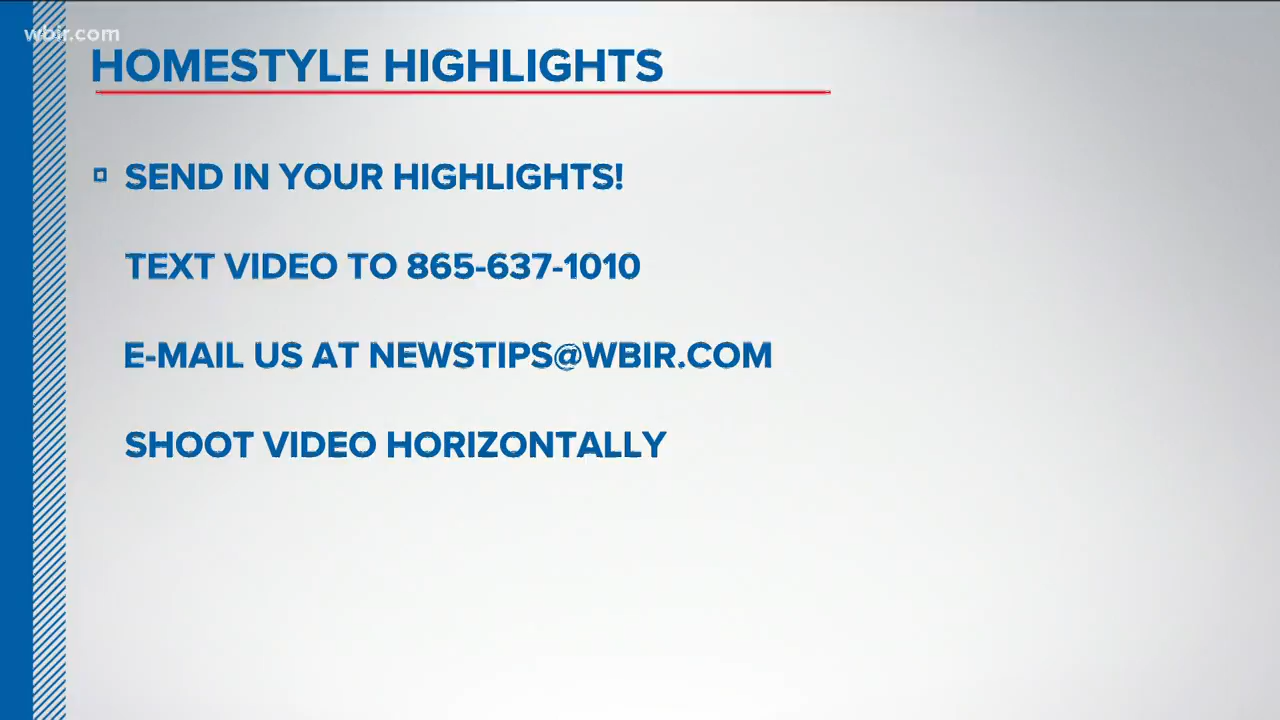 wbir.com
HOMESTYLE HIGHLIGHTS
SEND IN YOUR HIGHLIGHTS!
TEXT VIDEO TO 865-637-1010
E-MAIL US AT NEWSTIPS@WBIR.COM
SHOOT VIDEO HORIZONTALLY